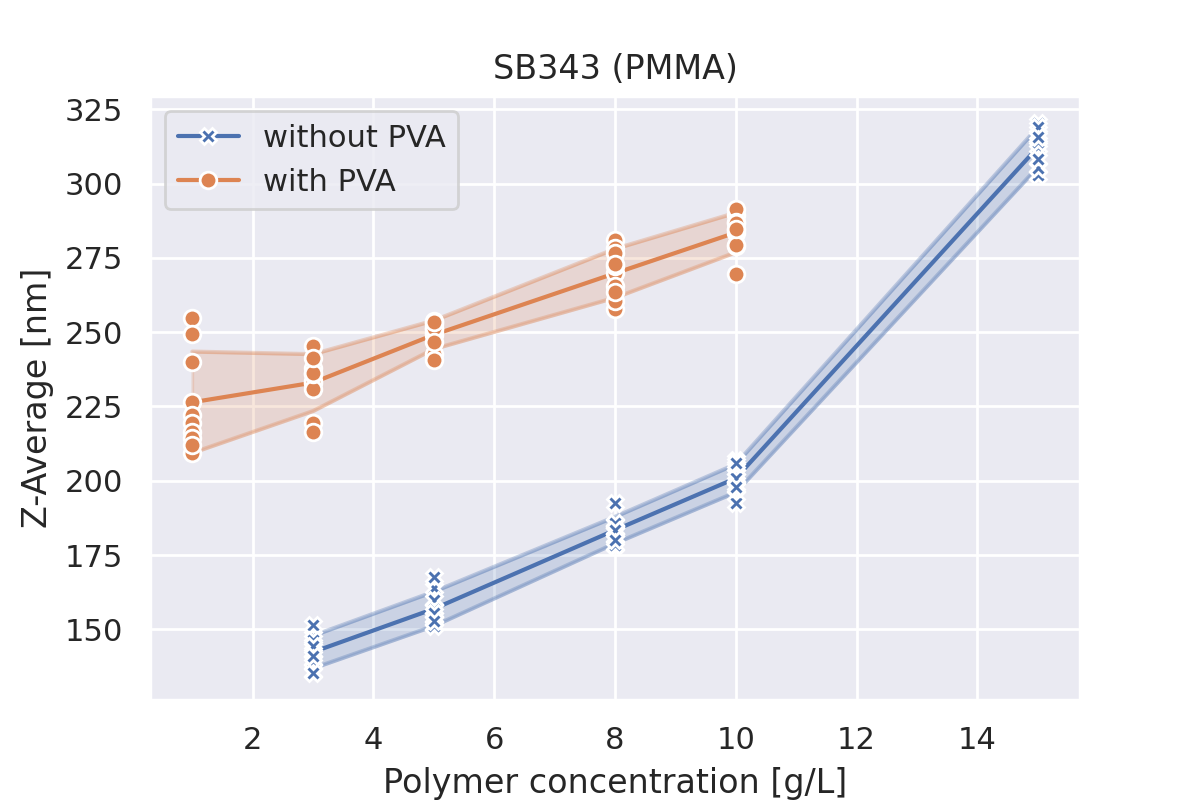 SB343 (PMMA)
without PVA
with PVA
Z-Average [nm]
325
300
275
250
225
200
175
150
2 4 6 8 10 12 14
Polymer concentration [g/L]